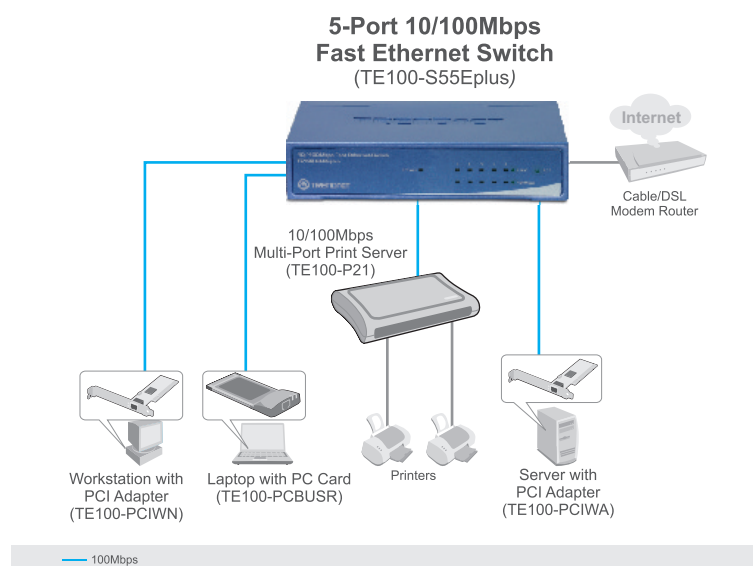 5-Port 10/100Mbps
Fast Ethernet Switch
(TE100-S55Eplus)
Internet
TRENDNET
Cable/DSL
Modem Router
10/100Mbps
Multi-Port Print Server
(TE100-P21)
Workstation with
PCI Adapter
(TE100-PCIWN)
Laptop with PC Card
(TE100-PCBUSR)
Printers
Server with
PCI Adapter
(TE100-PCIWA)
100Mbps